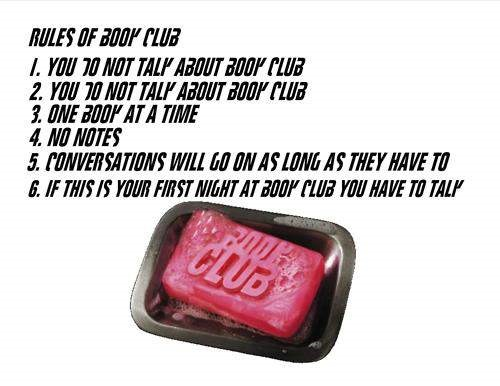 RULES OF BOOK CLUB
1. YOU DO NOT TALK ABOUT BOOK CLUB
2. YOU DO NOT TALK ABOUT BOOK CLUB
3. ONE BOOK AT A TIME
4. NO NOTES
5. CONVERSATIONS WILL GO ON AS LONG AS THEY HAVE TO
6. IF THIS IS YOUR FIRST NIGHT AT BOOK CLUB YOU HAVE TO TALK
BOOK
CLUB